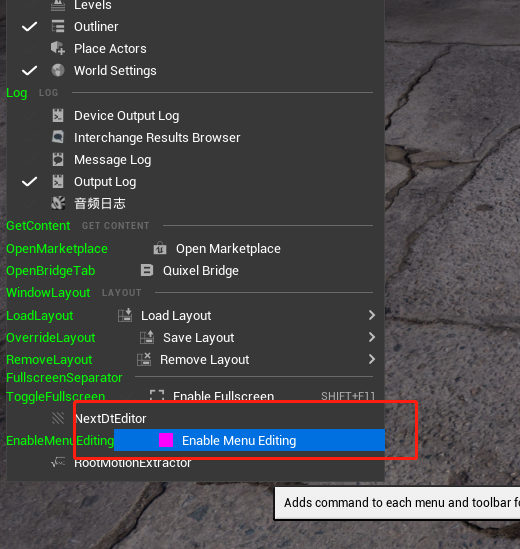 Levels
Outliner
Place Actors
World Settings
Log LOG
Device Output Log
Interchange Results Browser
Message Log
Output Log
音频日志
GetContent GET CONTENT
OpenMarketplace Open Marketplace
OpenBridgeTab Quixel Bridge
WindowLayout LAYOUT
LoadLayout Load Layout
OverrideLayout Save Layout
RemoveLayout Remove Layout
FullscreenSeparator
ToggleFullscreen Enable Fullscreen SHIFT+F11
NextDtEditor
EnableMenuEditing Enable Menu Editing
RootMotionExtractor
Adds command to each menu and toolbar